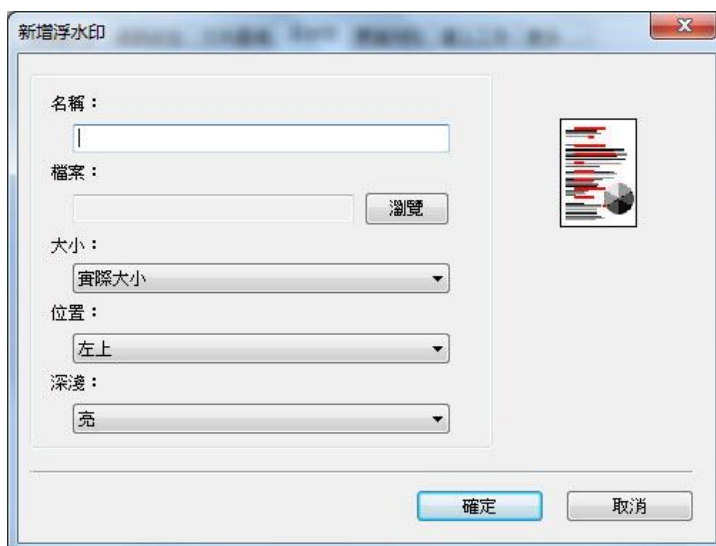 新增浮水印
名稱：
檔案：
瀏覽
大小：
實際大小
位置：
左上
深淺：
亮
確定
取消